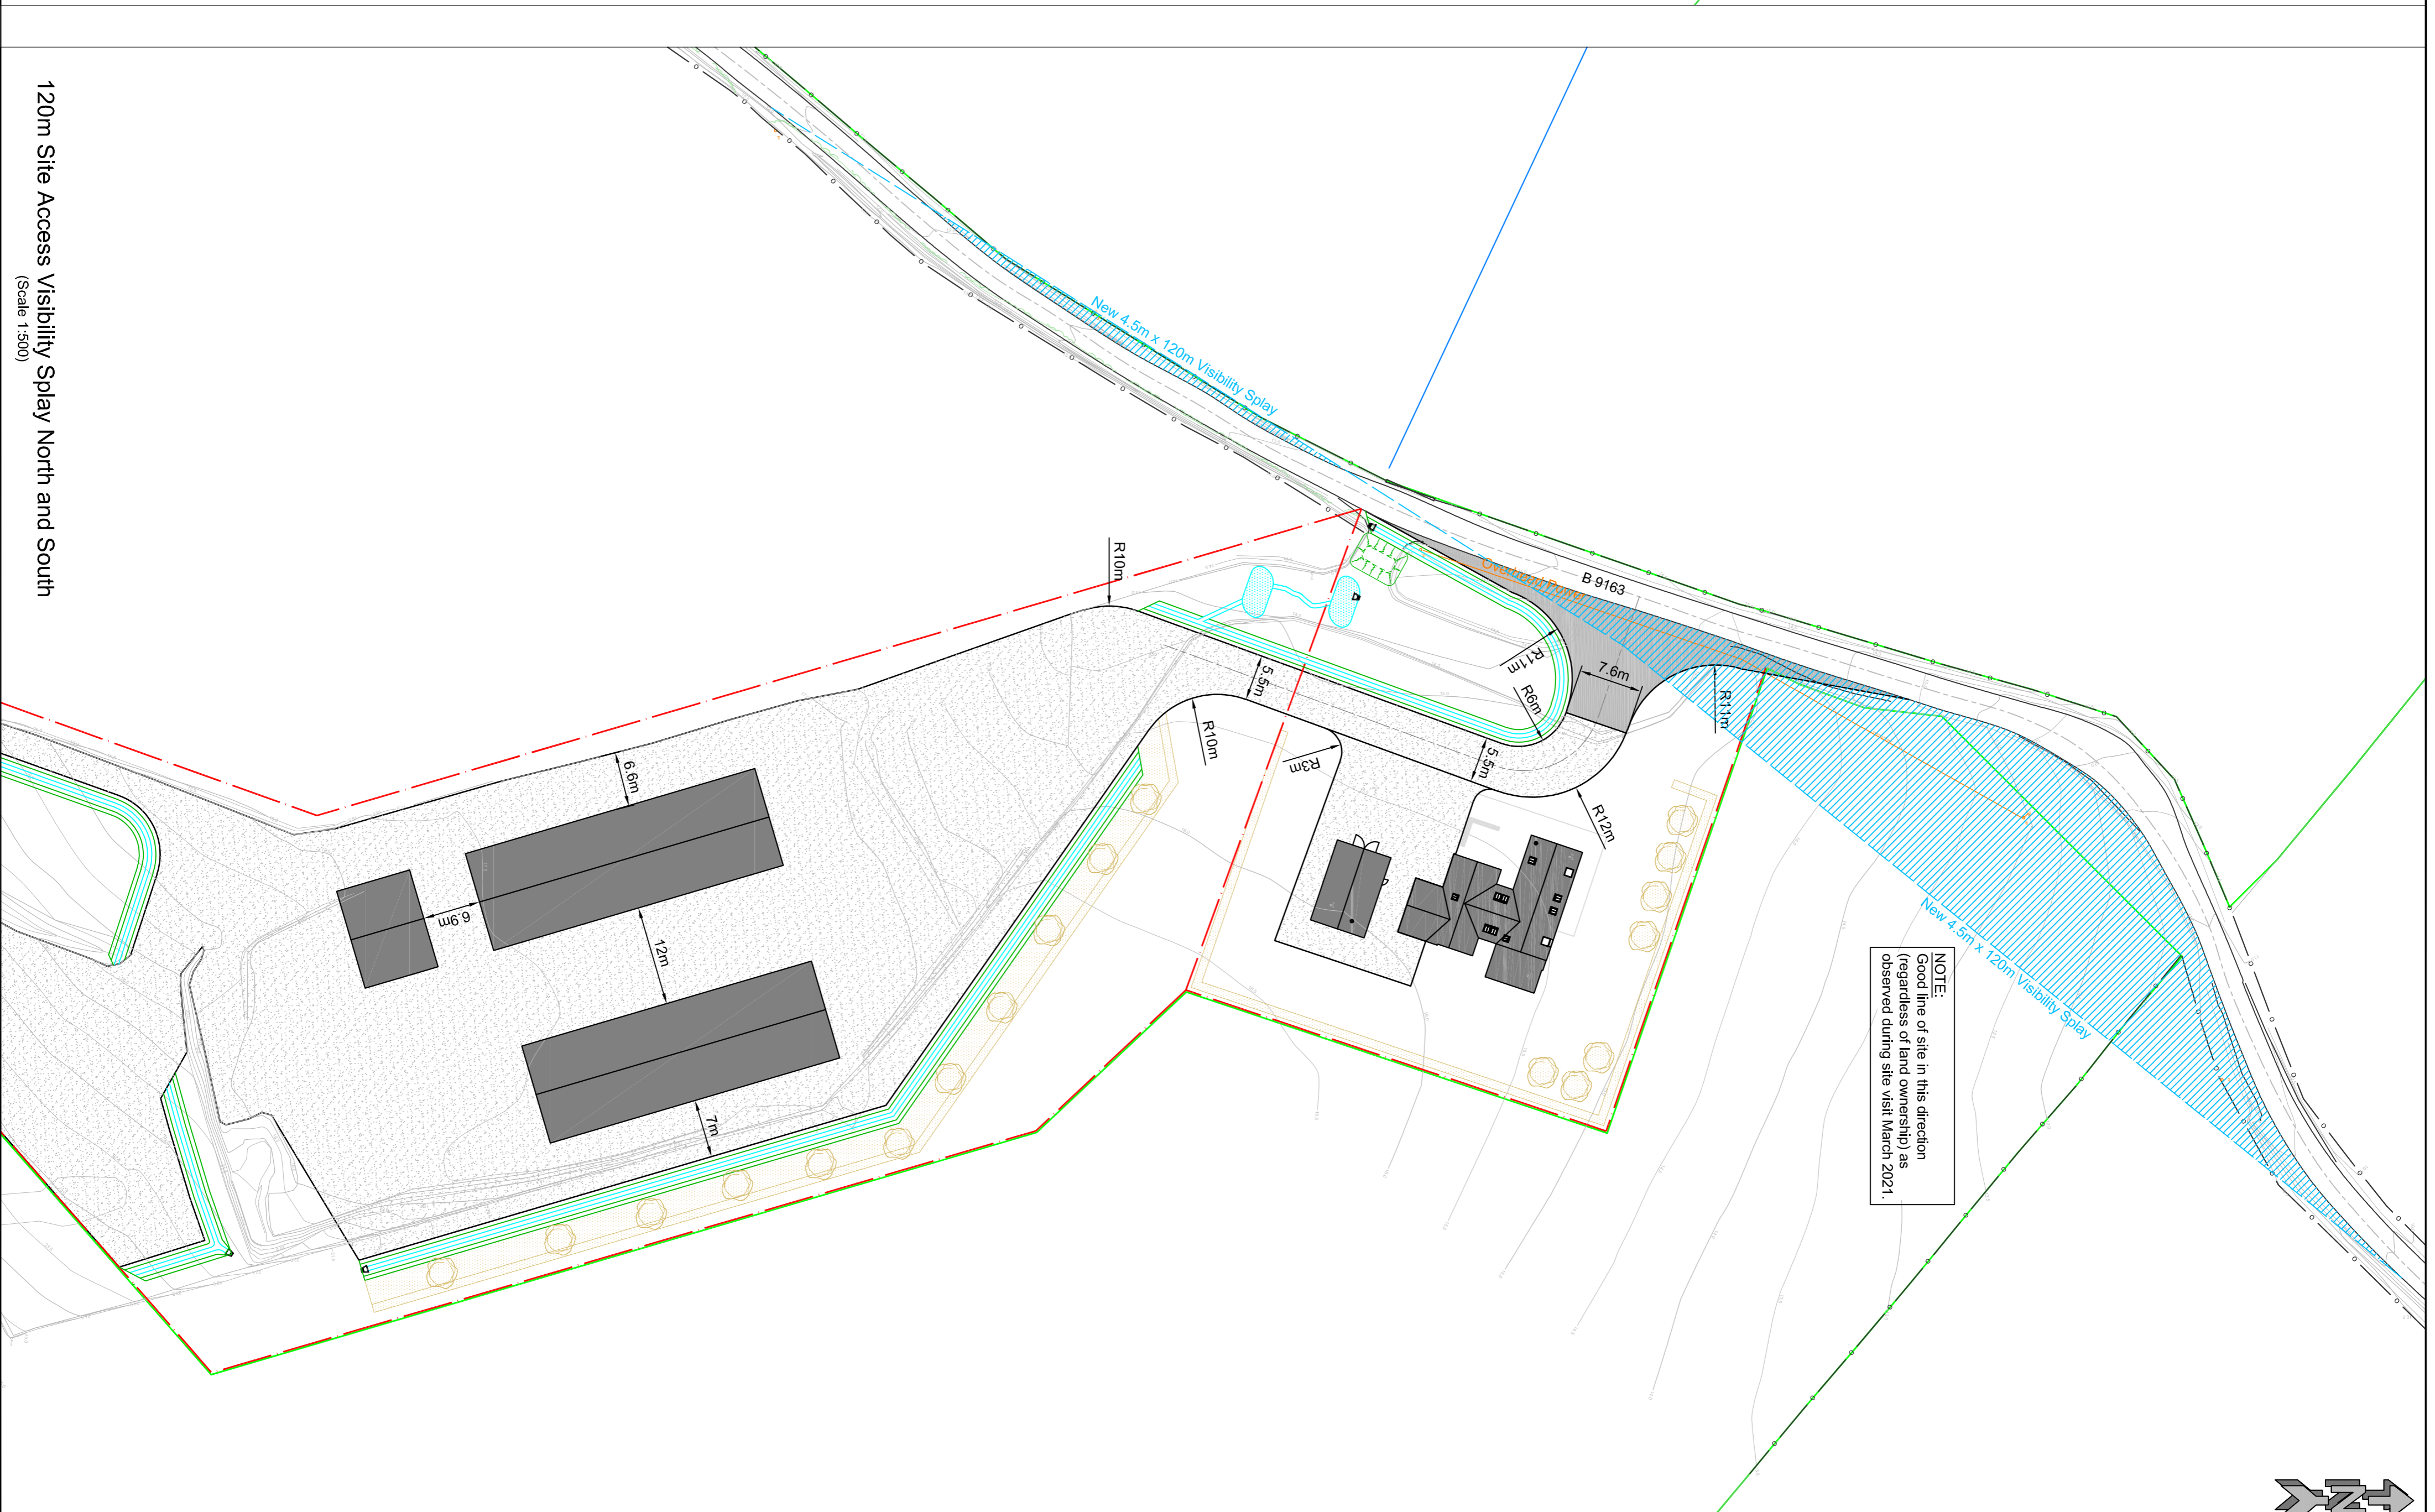 120m Site Access Visibility Splay North and South
(Scale 1:500)
New 4.5m x 120m Visibility Splay
B 9163
Overhead Power
R10m
R11m
7.6m
R6m
R11m
5.5m
R10m
R3m
5.5m
R12m
6.6m
6.9m
12m
7m
New 4.5m x 120m Visibility Splay
NOTE:
Good line of site in this direction
(regardless of land ownership) as
observed during site visit March 2021.
N